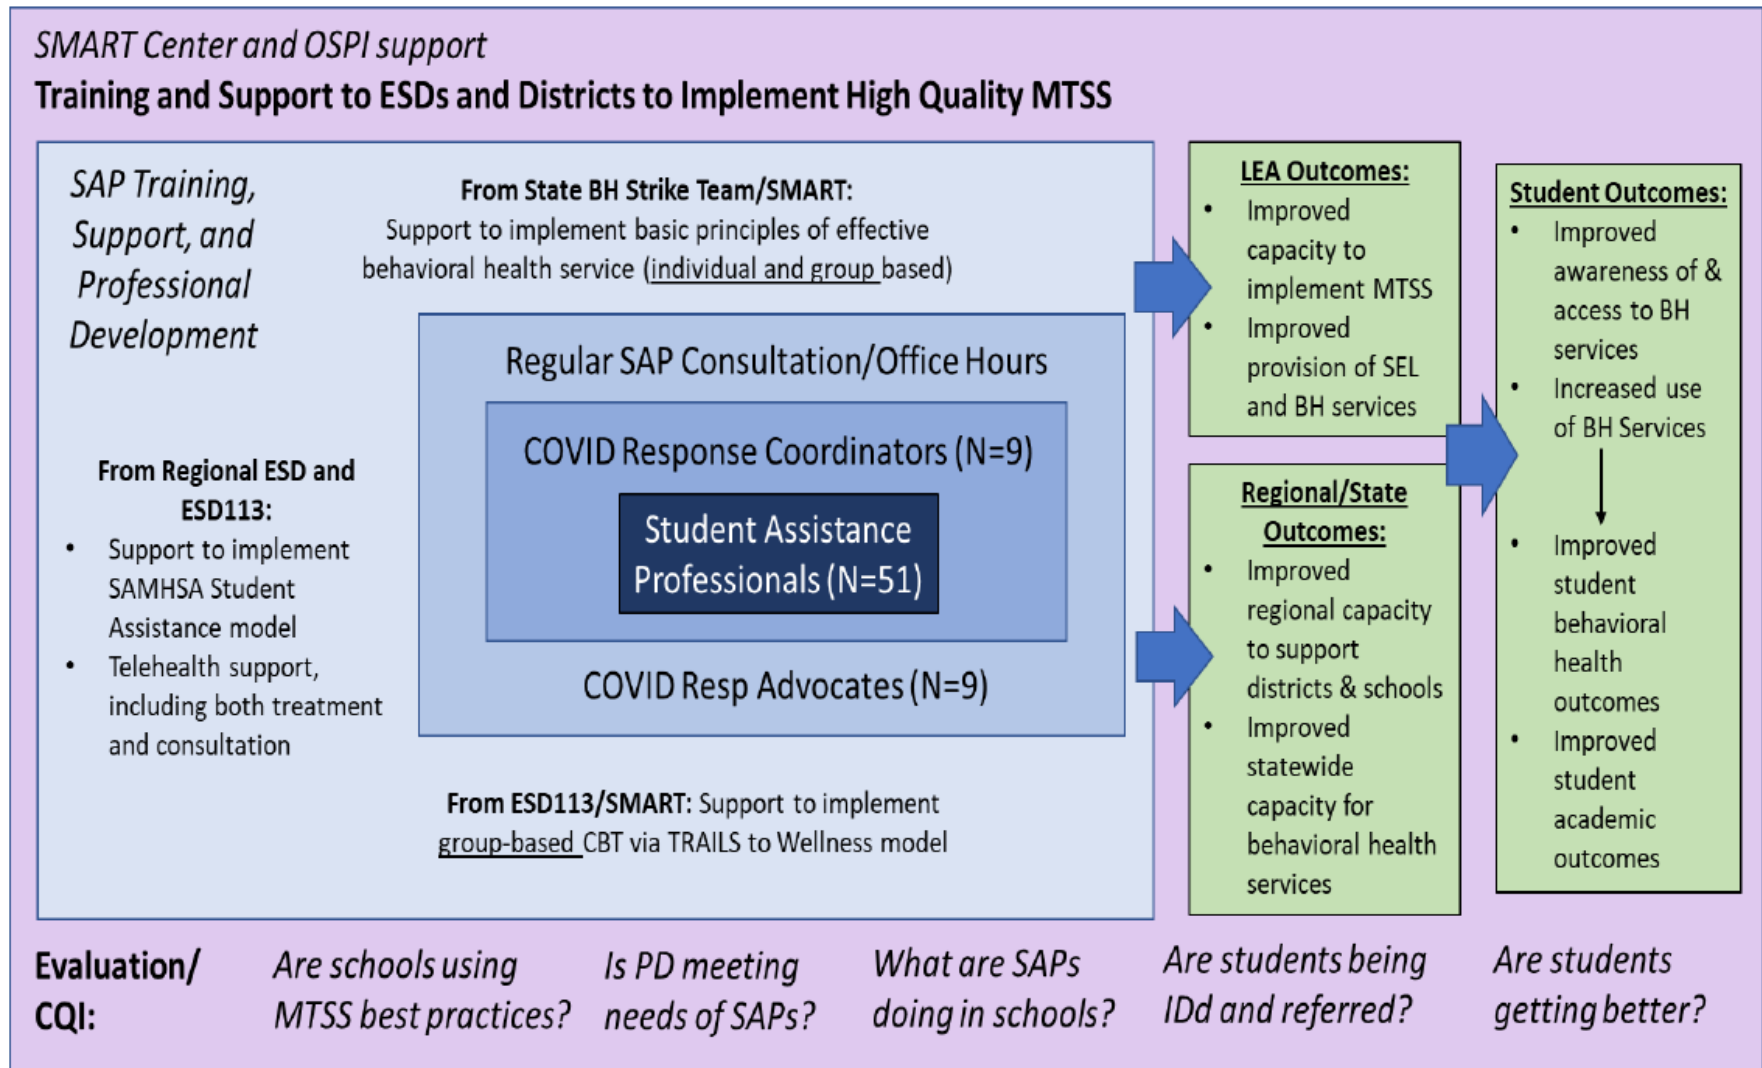 SMART Center and OSPI support
Training and Support to ESDs and Districts to Implement High Quality MTSS
SAP Training,
Support, and
Professional
Development
From State BH Strike Team/SMART:
Support to implement basic principles of effective
behavioral health service (individual and group based)
From Regional ESD and
ESD113:
• Support to implement
SAMHSA Student
Assistance model
• Telehealth support,
including both treatment
and consultation
Regular SAP Consultation/Office Hours
COVID Response Coordinators (N=9)
Student Assistance
Professionals (N=51)
COVID Resp Advocates (N=9)
From ESD113/SMART: Support to implement
group-based CBT via TRAILS to Wellness model
LEA Outcomes:
• Improved
capacity to
implement MTSS
• Improved
provision of SEL
and BH services
Regional/State
Outcomes:
• Improved
regional capacity
to support
districts & schools
• Improved
statewide
capacity for
behavioral health
services
Student Outcomes:
• Improved
awareness of &
access to BH
services
• Increased use
of BH Services
• Improved
student
behavioral
health
outcomes
• Improved
student
academic
outcomes
Evaluation/
CQI:
Are schools using
MTSS best practices?
Is PD meeting
needs of SAPs?
What are SAPs
doing in schools?
Are students being
IDd and referred?
Are students
getting better?